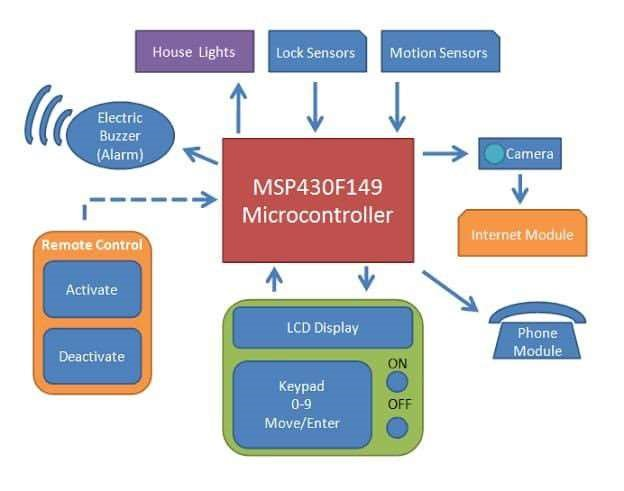 House Lights
Lock Sensors
Motion Sensors
Electric
Buzzer
(Alarm)
MSP430F149
Microcontroller
Camera
Internet Module
Remote Control
Activate
Deactivate
LCD Display
Keypad
0-9
Move/Enter
ON
OFF
Phone
Module